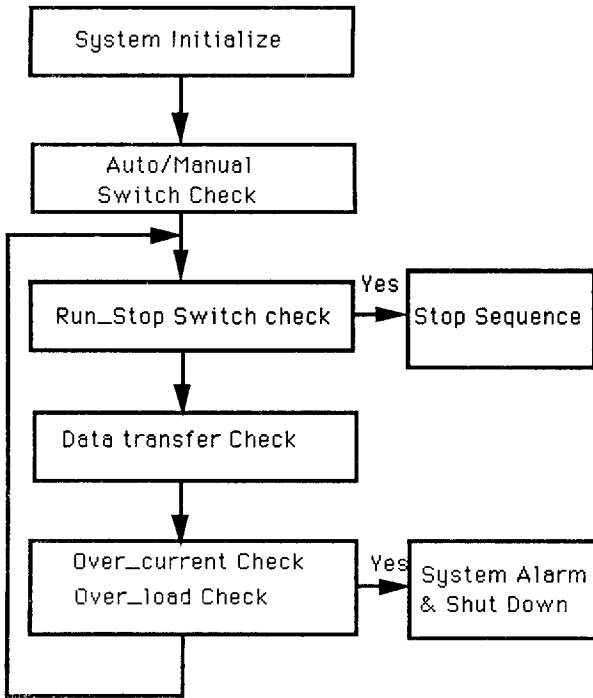 System Initialize
Auto/Manual
Switch Check
Run_Stop Switch check
Yes
Stop Sequence
Data transfer Check
Over_current Check
Over_load Check
Yes
System Alarm
& Shut Down